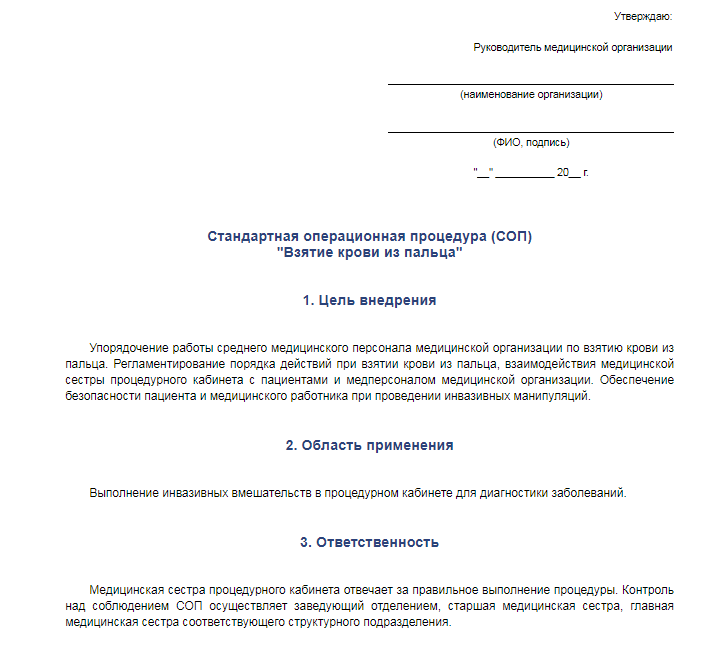 Утверждаю:
Руководитель медицинской организации
(наименование организации)
(ФИО, подпись)
"__" __________ 20__ г.
Стандартная операционная процедура (СОП)
"Взятие крови из пальца"
1. Цель внедрения
Упорядочение работы среднего медицинского персонала медицинской организации по взятию крови из
пальца. Регламентирование порядка действий при взятии крови из пальца, взаимодействия медицинской
сестры процедурного кабинета с пациентами и медперсоналом медицинской организации. Обеспечение
безопасности пациента и медицинского работника при проведении инвазивных манипуляций.
2. Область применения
Выполнение инвазивных вмешательств в процедурном кабинете для диагностики заболеваний.
3. Ответственность
Медицинская сестра процедурного кабинета отвечает за правильное выполнение процедуры. Контроль
над соблюдением СОП осуществляет заведующий отделением, старшая медицинская сестра, главная
медицинская сестра соответствующего структурного подразделения.